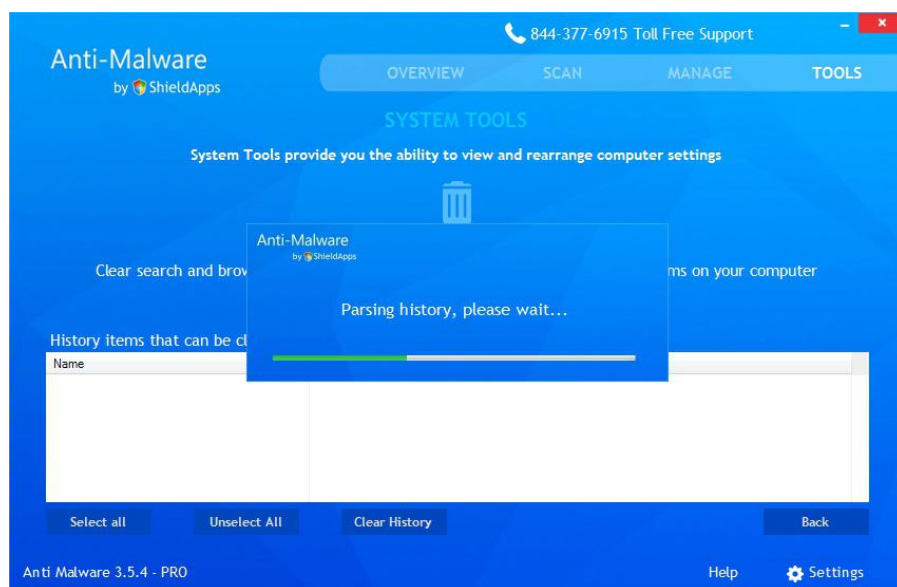 844-377-6915 Toll Free Support
Anti-Malware
by ShieldApps
OVERVIEW SCAN MANAGE TOOLS
SYSTEM TOOLS
System Tools provide you the ability to view and rearrange computer settings
Anti-Malware
by ShieldApps
Clear search and brow
ms on your computer
Parsing history, please wait...
History items that can be cl
Name
Select all Unselect All Clear History Back
Anti Malware 3.5.4 - PRO Help Settings